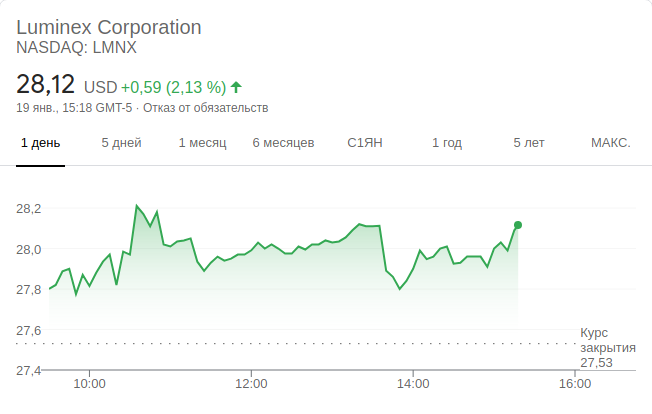 Luminex Corporation
NASDAQ: LMNX
28,12 USD +0,59 (2,13 %)
19 янв., 15:18 GMT-5 · Отказ от обязательств
1 день 5 дней 1 месяц 6 месяцев С1ЯН 1 год 5 лет МАКС.
28,2
28,0
27,8
27,6
27,4
Курс
закрытия
27,53
10:00 12:00 14:00 16:00